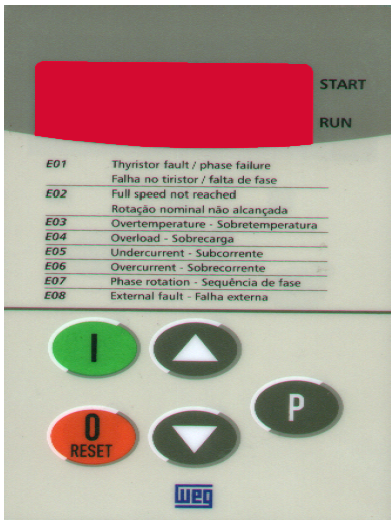 START
RUN
E01 Thyristor fault / phase failure
Falha no tiristor / falta de fase
E02 Full speed not reached
Rotação nominal não alcançada
E03 Overtemperature - Sobretemperatura
E04 Overload - Sobrecarga
E05 Undercurrent - Subcorrente
E06 Overcurrent - Sobrecorrente
E07 Phase rotation - Sequência de fase
E08 External fault - Falha externa
I
P
0
RESET
weg